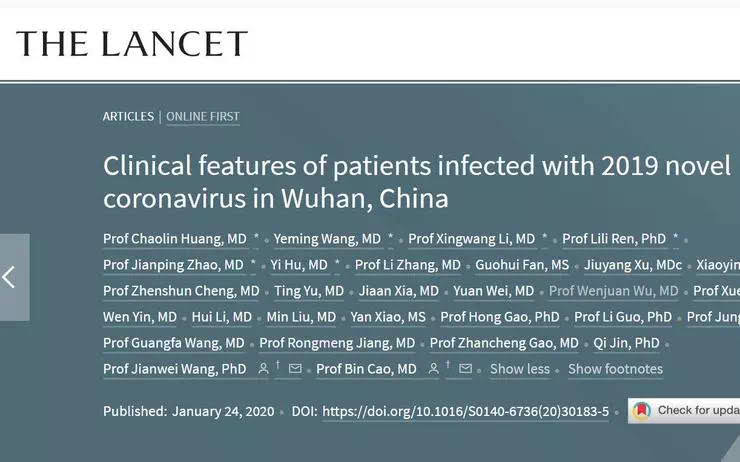 THE LANCET
ARTICLES | ONLINE FIRST
Clinical features of patients infected with 2019 novel
coronavirus in Wuhan, China
Prof Chaolin Huang, MD * • Yeming Wang, MD * • Prof Xingwang Li, MD * • Prof Lili Ren, PhD * •
Prof Jianping Zhao, MD * • Yi Hu, MD * • Prof Li Zhang, MD • Guohui Fan, MS • Jiuyang Xu, MDc • Xiaoyin
Prof Zhenshun Cheng, MD • Ting Yu, MD • Jiaan Xia, MD • Yuan Wei, MD • Prof Wenjuan Wu, MD • Prof Xue
Wen Yin, MD • Hui Li, MD • Min Liu, MD • Yan Xiao, MS • Prof Hong Gao, PhD • Prof Li Guo, PhD • Prof Jung
Prof Guangfa Wang, MD • Prof Rongmeng Jiang, MD • Prof Zhancheng Gao, MD • Qi Jin, PhD •
Prof Jianwei Wang, PhD † • Prof Bin Cao, MD † • Show less • Show footnotes
Published: January 24, 2020 • DOI: https://doi.org/10.1016/S0140-6736(20)30183-5 • Check for upda